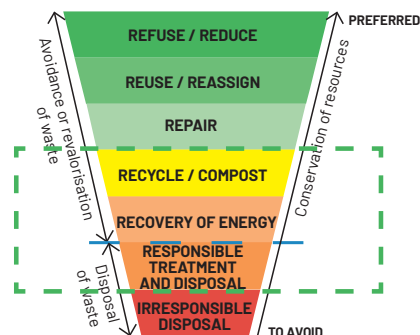 REFUSE / REDUCE
PREFERRED
REUSE / REASSIGN
REPAIR
RECYCLE / COMPOST
RECOVERY OF ENERGY
RESPONSIBLE
TREATMENT
AND DISPOSAL
IRRESPONSIBLE
DISPOSAL
TO AVOID
Avoidance or revalorisation
of waste
Disposal
of waste
Conservation of resources